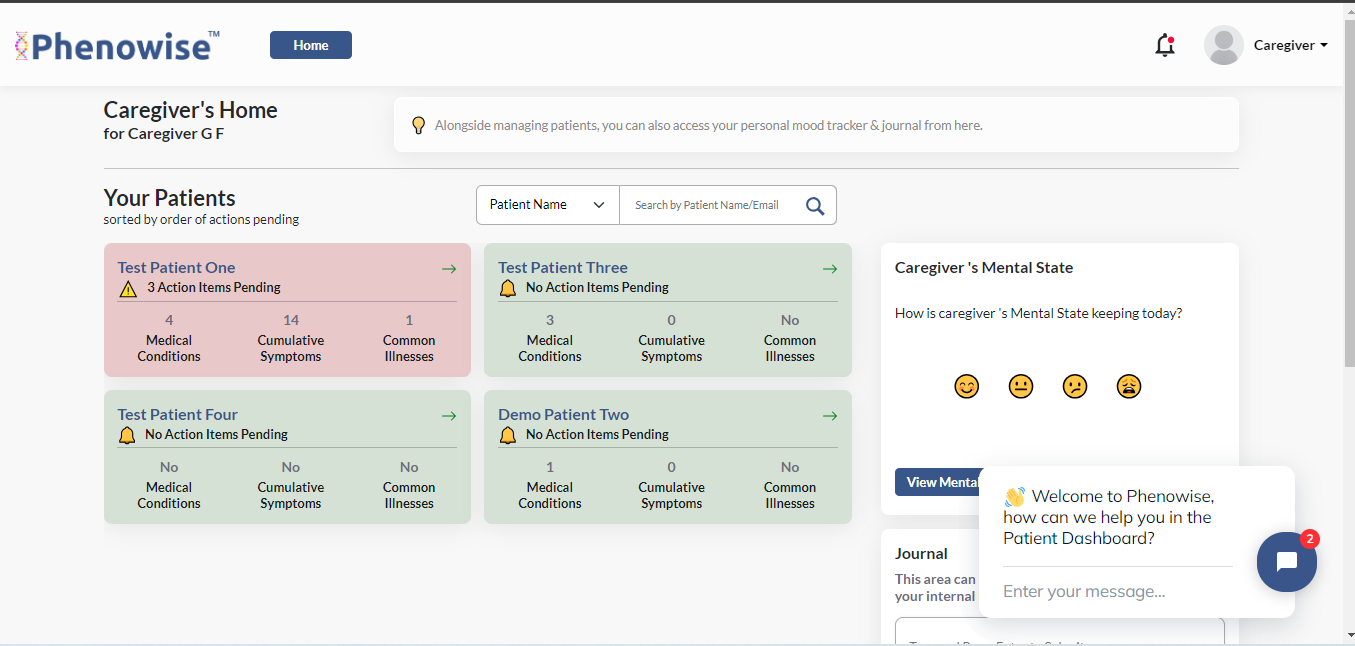 Phenowise™
Home
Caregiver
Caregiver's Home
for Caregiver G F
Alongside managing patients, you can also access your personal mood tracker & journal from here.
Your Patients
sorted by order of actions pending
Patient Name
Search by Patient Name/Email
Test Patient One
3 Action Items Pending
4
Medical
Conditions
14
Cumulative
Symptoms
1
Common
Illnesses
Test Patient Three
No Action Items Pending
3
Medical
Conditions
0
Cumulative
Symptoms
No
Common
Illnesses
Test Patient Four
No Action Items Pending
No
Medical
Conditions
No
Cumulative
Symptoms
No
Common
Illnesses
Demo Patient Two
No Action Items Pending
1
Medical
Conditions
0
Cumulative
Symptoms
No
Common
Illnesses
Caregiver 's Mental State
How is caregiver 's Mental State keeping today?
View Mental
Journal
This area can
your internal
👋 Welcome to Phenowise,
how can we help you in the
Patient Dashboard?
Enter your message...
2